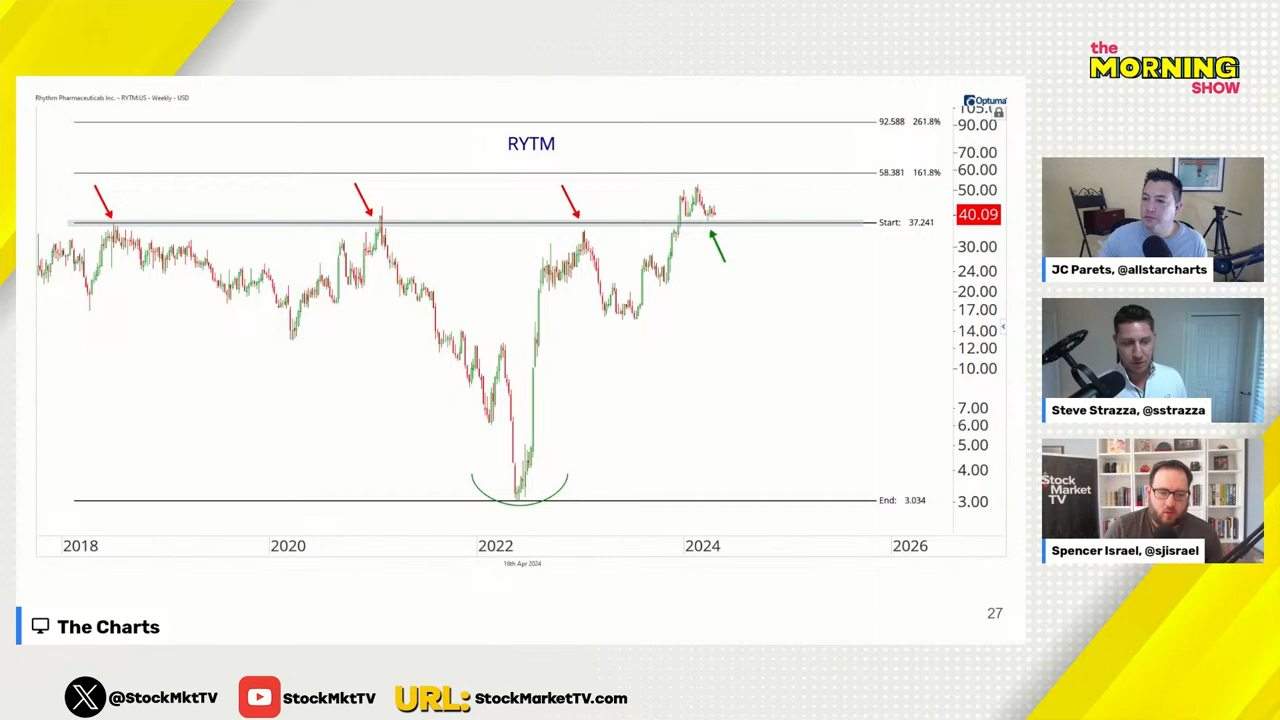 the
MORNING
SHOW
Rhythm Pharmaceuticals Inc. - RYTM:US - Weekly - USD
Optuma
105.0
92.588 261.8%
90.00
RYTM
70.00
58.381 161.8%
60.00
50.00
40.09
Start: 37.241
30.00
24.00
20.00
17.00
14.00
12.00
10.00
7.00
6.00
5.00
4.00
End: 3.034
3.00
2018 2020 2022 2024 2026
16th Apr 2024
JC Parets, @allstarcharts
Steve Strazza, @sstrazza
Stock
Market
TV
Spencer Israel, @sjisrael
27
The Charts
@StockMktTV
StockMktTV
URL: StockMarketTV.com